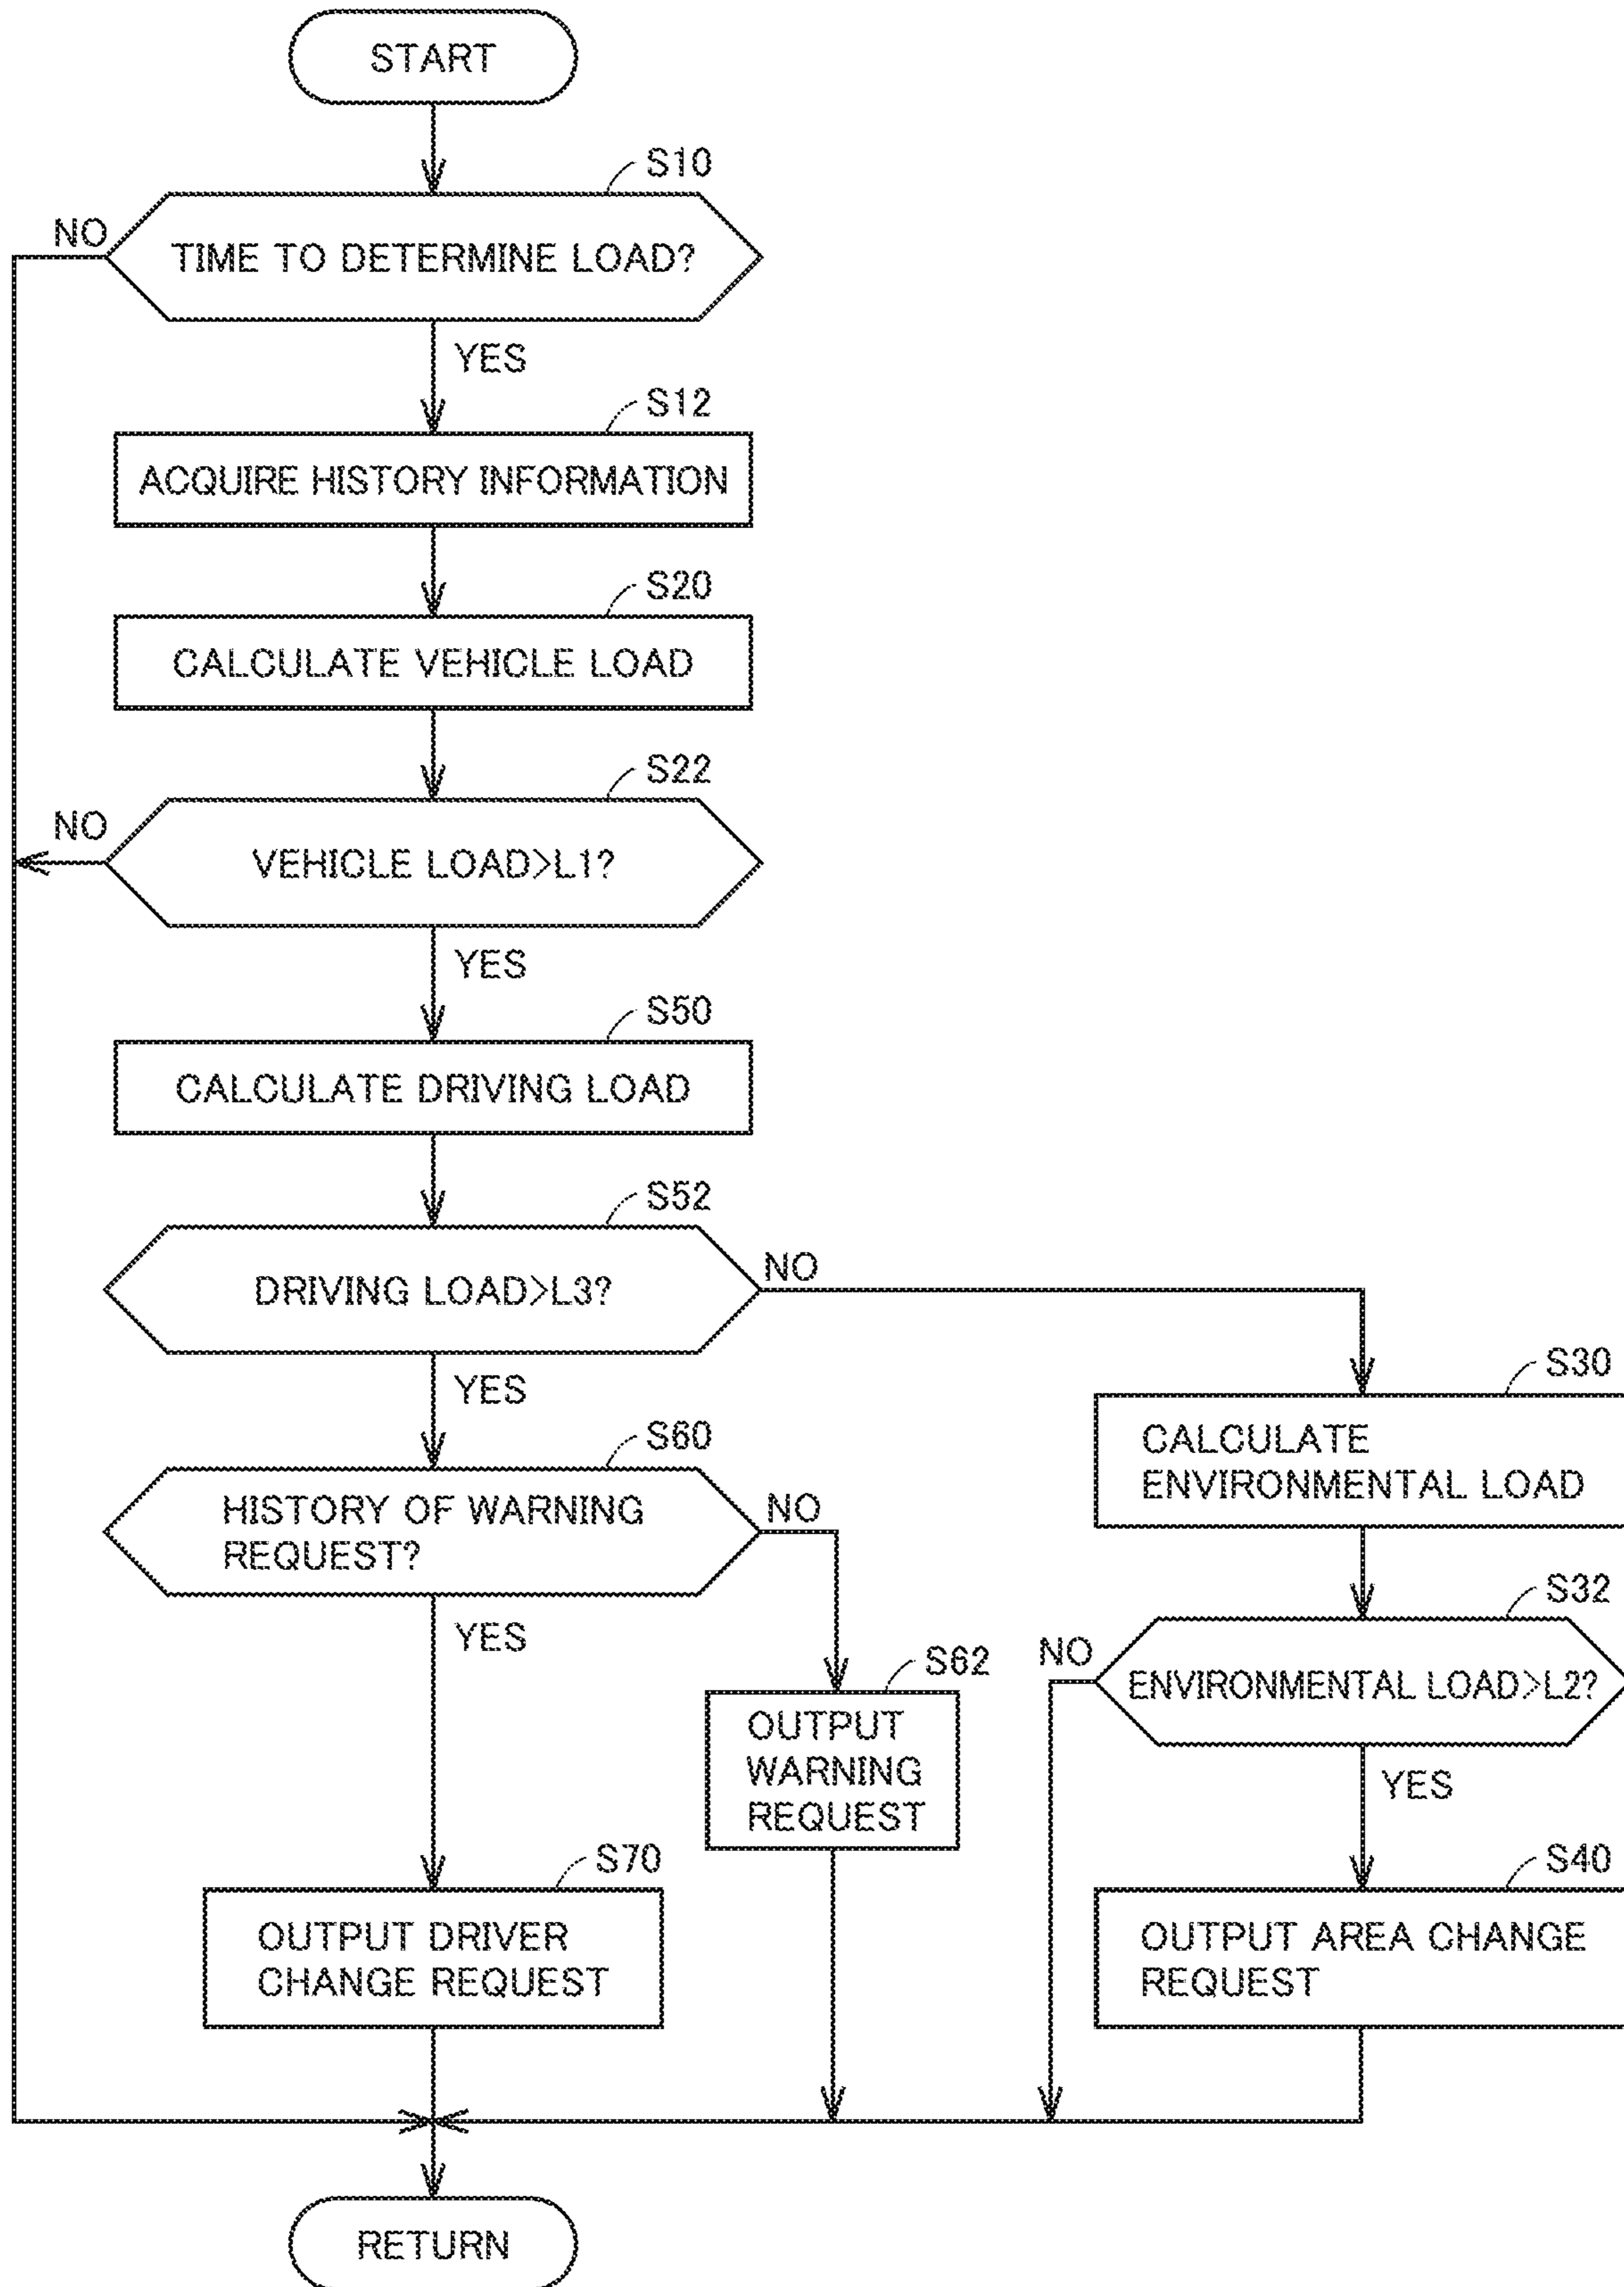 START
S10
NO
TIME TO DETERMINE LOAD?
YES
S12
ACQUIRE HISTORY INFORMATION
S20
CALCULATE VEHICLE LOAD
S22
NO
VEHICLE LOAD>L1?
YES
S50
CALCULATE DRIVING LOAD
S52
DRIVING LOAD>L3?
NO
YES
S60
HISTORY OF WARNING
REQUEST?
NO
YES
S62
OUTPUT
WARNING
REQUEST
S70
OUTPUT DRIVER
CHANGE REQUEST
S30
CALCULATE
ENVIRONMENTAL LOAD
S32
NO
ENVIRONMENTAL LOAD>L2?
YES
S40
OUTPUT AREA CHANGE
REQUEST
RETURN